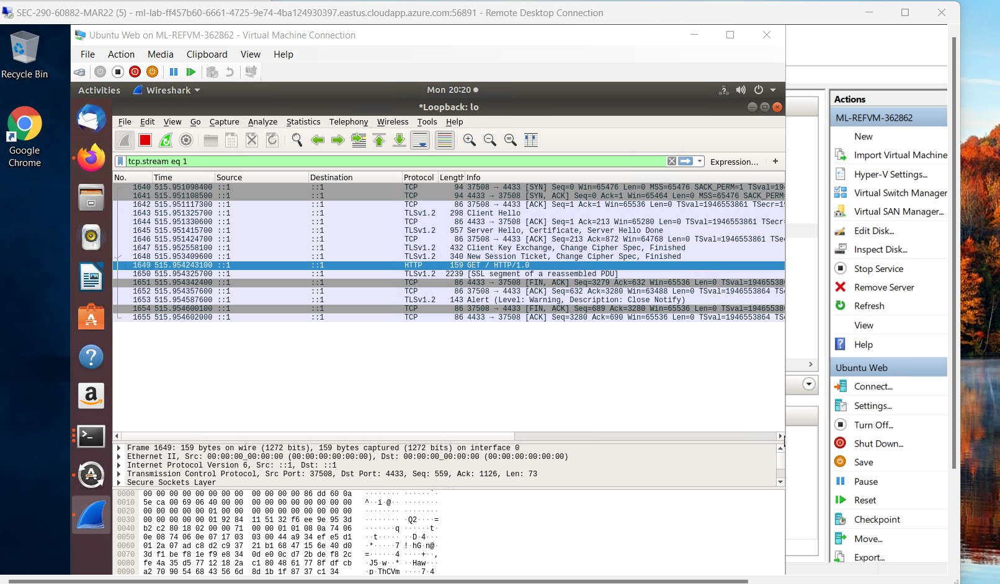 SEC-290-60882-MAR22 (5) - ml-lab-ff457b60-6661-4725-9e74-4ba124930397.eastus.cloudapp.azure.com:56891 - Remote Desktop Connection
Recycle Bin
Google
Chrome
Ubuntu Web on ML-REFVM-362862 - Virtual Machine Connection
File Action Media Clipboard View Help
Activities Wireshark Mon 20:20
*Loopback: lo
File Edit View Go Capture Analyze Statistics Telephony Wireless Tools Help
tcp.stream eq 1 Expression... +
No. Time Source Destination Protocol Length Info
1640 515.951098400 ::1 ::1 TCP 94 37508 → 4433 [SYN] Seq=0 Win=65476 Len=0 MSS=65476 SACK_PERM=1 TSval=194
1641 515.951108500 ::1 ::1 TCP 94 4433 → 37508 [SYN, ACK] Seq=0 Ack=1 Win=65464 Len=0 MSS=65476 SACK_PERM=
1642 515.951117300 ::1 ::1 TCP 86 37508 → 4433 [ACK] Seq=1 Ack=1 Win=65536 Len=0 TSval=1946553861 TSecr=19
1643 515.951325700 ::1 ::1 TLSv1.2 298 Client Hello
1644 515.951330600 ::1 ::1 TCP 86 4433 → 37508 [ACK] Seq=1 Ack=213 Win=65280 Len=0 TSval=1946553861 TSecr=
1645 515.951415700 ::1 ::1 TLSv1.2 957 Server Hello, Certificate, Server Hello Done
1646 515.951424700 ::1 ::1 TCP 86 37508 → 4433 [ACK] Seq=213 Ack=872 Win=64768 Len=0 TSval=1946553861 TSec
1647 515.952558100 ::1 ::1 TLSv1.2 432 Client Key Exchange, Change Cipher Spec, Finished
1648 515.953409600 ::1 ::1 TLSv1.2 340 New Session Ticket, Change Cipher Spec, Finished
1649 515.954243100 ::1 ::1 HTTP 159 GET / HTTP/1.0
1650 515.954325700 ::1 ::1 TLSv1.2 2239 [SSL segment of a reassembled PDU]
1651 515.954342400 ::1 ::1 TCP 86 4433 → 37508 [FIN, ACK] Seq=3279 Ack=632 Win=65536 Len=0 TSval=194655386
1652 515.954357600 ::1 ::1 TCP 86 37508 → 4433 [ACK] Seq=632 Ack=3280 Win=63488 Len=0 TSval=1946553864 TS
1653 515.954587600 ::1 ::1 TLSv1.2 143 Alert (Level: Warning, Description: Close Notify)
1654 515.954600100 ::1 ::1 TCP 86 37508 → 4433 [FIN, ACK] Seq=689 Ack=3280 Win=65536 Len=0 TSval=194655386
1655 515.954602000 ::1 ::1 TCP 86 4433 → 37508 [ACK] Seq=3280 Ack=690 Win=65536 Len=0 TSval=1946553864 TS
Frame 1649: 159 bytes on wire (1272 bits), 159 bytes captured (1272 bits) on interface 0
Ethernet II, Src: 00:00:00_00:00:00 (00:00:00:00:00:00), Dst: 00:00:00_00:00:00 (00:00:00:00:00:00)
Internet Protocol Version 6, Src: ::1, Dst: ::1
Transmission Control Protocol, Src Port: 37508, Dst Port: 4433, Seq: 559, Ack: 1126, Len: 73
Secure Sockets Layer
0000 00 00 00 00 00 00 00 00 00 00 00 00 86 dd 60 0a ········ ······`·
0010 5e ca 00 69 06 40 00 00 00 00 00 00 00 00 00 00 ^··i·@·· ········
0020 00 00 00 00 00 01 00 00 00 00 00 00 00 00 00 00 ········ ········
0030 00 00 00 00 00 01 92 84 11 51 32 f6 ee 9e 95 3d ········ ·Q2····=
0040 b2 c2 80 18 02 00 00 71 00 00 01 01 08 0a 74 06 ·······q ······t·
0050 0e 08 74 06 0e 07 17 03 03 00 44 a9 34 ef e5 d1 ··t····· ··D·4···
0060 01 2a 07 ad c8 d2 c9 37 21 b1 68 47 15 6e 40 d0 ·*·····7 !·hG·n@·
0070 3d f1 be f8 1e f9 e8 34 0d e0 0c d7 2b de f8 2c =······4 ····+··,
0080 fe 4a 35 d5 77 12 18 2a c1 80 48 61 77 8f df cb ·J5·w··* ··Haw···
0090 a2 70 90 54 68 43 56 6d 8d 1b 1f 87 37 c1 34 ·p·ThCVm ····7·4
Actions
ML-REFVM-362862
New
Import Virtual Machine
Hyper-V Settings...
Virtual Switch Manager
Virtual SAN Manager...
Edit Disk...
Inspect Disk...
Stop Service
Remove Server
Refresh
View
Help
Ubuntu Web
Connect...
Settings...
Turn Off...
Shut Down...
Save
Pause
Reset
Checkpoint
Move...
Export...